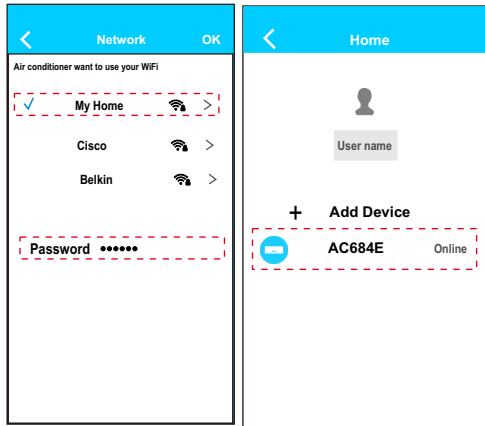 Network OK
Air conditioner want to use your WiFi
My Home
Cisco
Belkin
Password ••••••
Home
User name
+ Add Device
AC684E Online